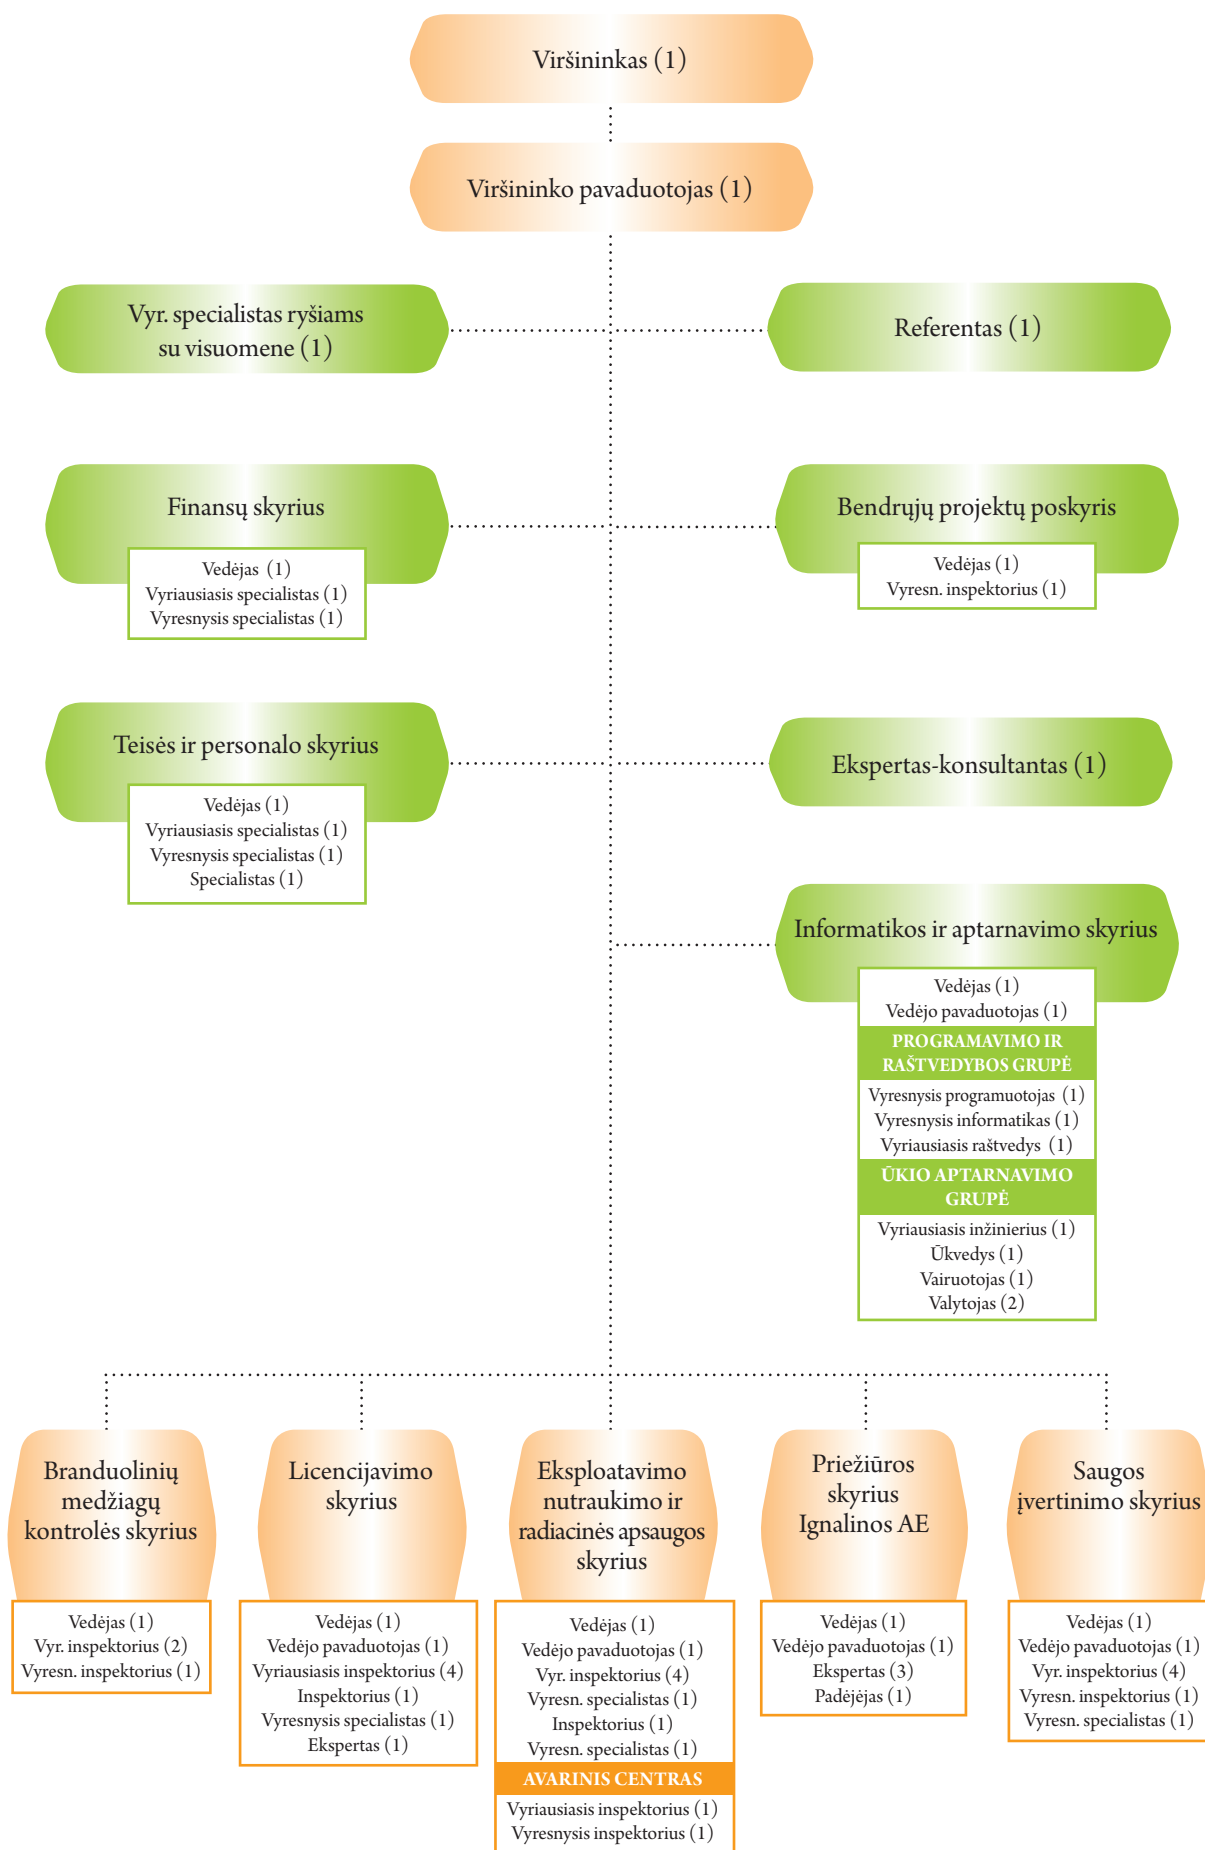 Viršininkas (1)
Viršininko pavaduotojas (1)
Vyr. specialistas ryšiams
su visuomene (1)
Referentas (1)
Finansų skyrius
Vedėjas (1)
Vyriausiasis specialistas (1)
Vyresnysis specialistas (1)
Bendrųjų projektų poskyris
Vedėjas (1)
Vyresn. inspektorius (1)
Teisės ir personalo skyrius
Vedėjas (1)
Vyriausiasis specialistas (1)
Vyresnysis specialistas (1)
Specialistas (1)
Ekspertas-konsultantas (1)
Informatikos ir aptarnavimo skyrius
Vedėjas (1)
Vedėjo pavaduotojas (1)
PROGRAMAVIMO IR
RAŠTVEDYBOS GRUPĖ
Vyresnysis programuotojas (1)
Vyresnysis informatikas (1)
Vyriausiasis raštvedys (1)
ŪKIO APTARNAVIMO
GRUPĖ
Vyriausiasis inžinierius (1)
Ūkvedys (1)
Vairuotojas (1)
Valytojas (2)
Branduolinių
medžiagų
kontrolės skyrius
Vedėjas (1)
Vyr. inspektorius (2)
Vyresn. inspektorius (1)
Licencijavimo
skyrius
Vedėjas (1)
Vedėjo pavaduotojas (1)
Vyriausiasis inspektorius (4)
Inspektorius (1)
Vyresnysis specialistas (1)
Ekspertas (1)
Eksploatavimo
nutraukimo ir
radiacinės apsaugos
skyrius
Vedėjas (1)
Vedėjo pavaduotojas (1)
Vyr. inspektorius (4)
Vyresn. specialistas (1)
Inspektorius (1)
Vyresn. specialistas (1)
AVARINIS CENTRAS
Vyriausiasis inspektorius (1)
Vyresnysis inspektorius (1)
Priežiūros
skyrius
Ignalinos AE
Vedėjas (1)
Vedėjo pavaduotojas (1)
Ekspertas (3)
Padėjėjas (1)
Saugos
įvertinimo skyrius
Vedėjas (1)
Vedėjo pavaduotojas (1)
Vyr. inspektorius (4)
Vyresn. inspektorius (1)
Vyresn. specialistas (1)